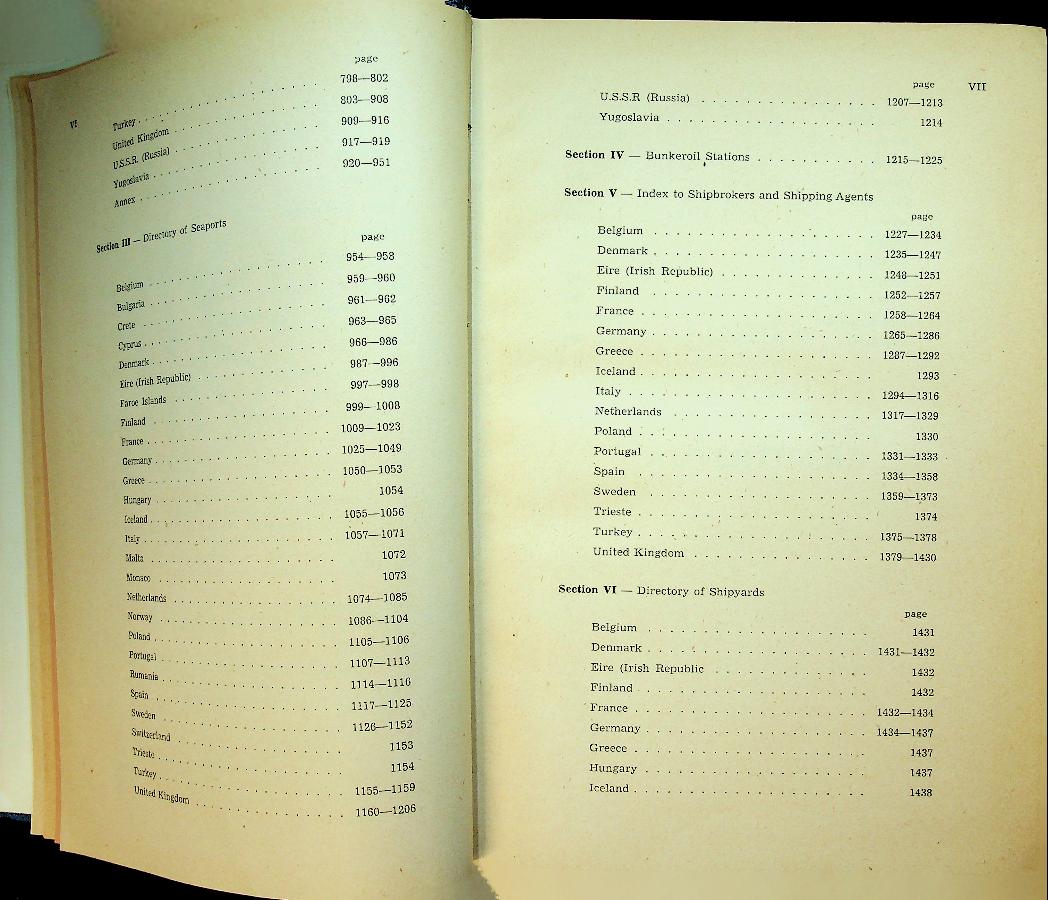 VI
page
Turkey . . . . . . . . . . 798—802
United Kingdom . . . . . . . . . . 803—908
U.S.S.R. (Russia) . . . . . . . . . . 909—916
Yugoslavia . . . . . . . . . . 917—919
Annex . . . . . . . . . . 920—951
Section III — Directory of Seaports
page
Belgium . . . . . . . . . . 954—958
Bulgaria . . . . . . . . . . 959—960
Crete . . . . . . . . . . 961—962
Cyprus . . . . . . . . . . 963—965
Denmark . . . . . . . . . . 966—986
Eire (Irish Republic) . . . . . . . . . . 987—996
Faroe Islands . . . . . . . . . . 997—998
Finland . . . . . . . . . . 999—1008
France . . . . . . . . . . 1009—1023
Germany . . . . . . . . . . 1025—1049
Greece . . . . . . . . . . 1050—1053
Hungary . . . . . . . . . . 1054
Iceland . . . . . . . . . . 1055—1056
Italy . . . . . . . . . . 1057—1071
Malta . . . . . . . . . . 1072
Monaco . . . . . . . . . . 1073
Netherlands . . . . . . . . . . 1074—1085
Norway . . . . . . . . . . 1086—1104
Poland . . . . . . . . . . 1105—1106
Portugal . . . . . . . . . . 1107—1113
Rumania . . . . . . . . . . 1114—1116
Spain . . . . . . . . . . 1117—1125
Sweden . . . . . . . . . . 1126—1152
Switzerland . . . . . . . . . . 1153
Trieste . . . . . . . . . . 1154
Turkey . . . . . . . . . . 1155—1159
United Kingdom . . . . . . . . . . 1160—1206
page VII
U.S.S.R (Russia) . . . . . . . . . . 1207—1213
Yugoslavia . . . . . . . . . . 1214
Section IV — Bunkeroil Stations . . . . . . . . . . 1215—1225
Section V — Index to Shipbrokers and Shipping Agents
page
Belgium . . . . . . . . . . 1227—1234
Denmark . . . . . . . . . . 1235—1247
Eire (Irish Republic) . . . . . . . . . . 1248—1251
Finland . . . . . . . . . . 1252—1257
France . . . . . . . . . . 1258—1264
Germany . . . . . . . . . . 1265—1286
Greece . . . . . . . . . . 1287—1292
Iceland . . . . . . . . . . 1293
Italy . . . . . . . . . . 1294—1316
Netherlands . . . . . . . . . . 1317—1329
Poland . . . . . . . . . . 1330
Portugal . . . . . . . . . . 1331—1333
Spain . . . . . . . . . . 1334—1358
Sweden . . . . . . . . . . 1359—1373
Trieste . . . . . . . . . . 1374
Turkey . . . . . . . . . . 1375—1378
United Kingdom . . . . . . . . . . 1379—1430
Section VI — Directory of Shipyards
page
Belgium . . . . . . . . . . 1431
Denmark . . . . . . . . . . 1431—1432
Eire (Irish Republic . . . . . . . . . . 1432
Finland . . . . . . . . . . 1432
France . . . . . . . . . . 1432—1434
Germany . . . . . . . . . . 1434—1437
Greece . . . . . . . . . . 1437
Hungary . . . . . . . . . . 1437
Iceland . . . . . . . . . . 1438